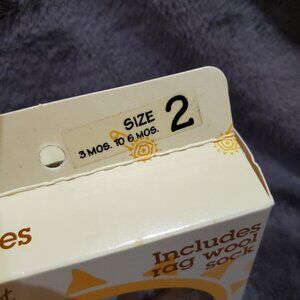 SIZE 2
3 MOS. TO 6 MOS.
Includes
rag wool
sock